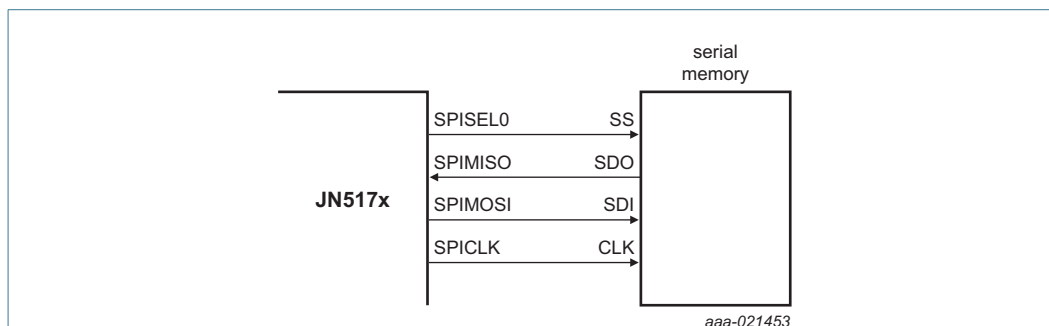 serial
memory
SPISEL0 SS
SPIMISO SDO
JN517x
SPIMOSI SDI
SPICLK CLK
aaa-021453